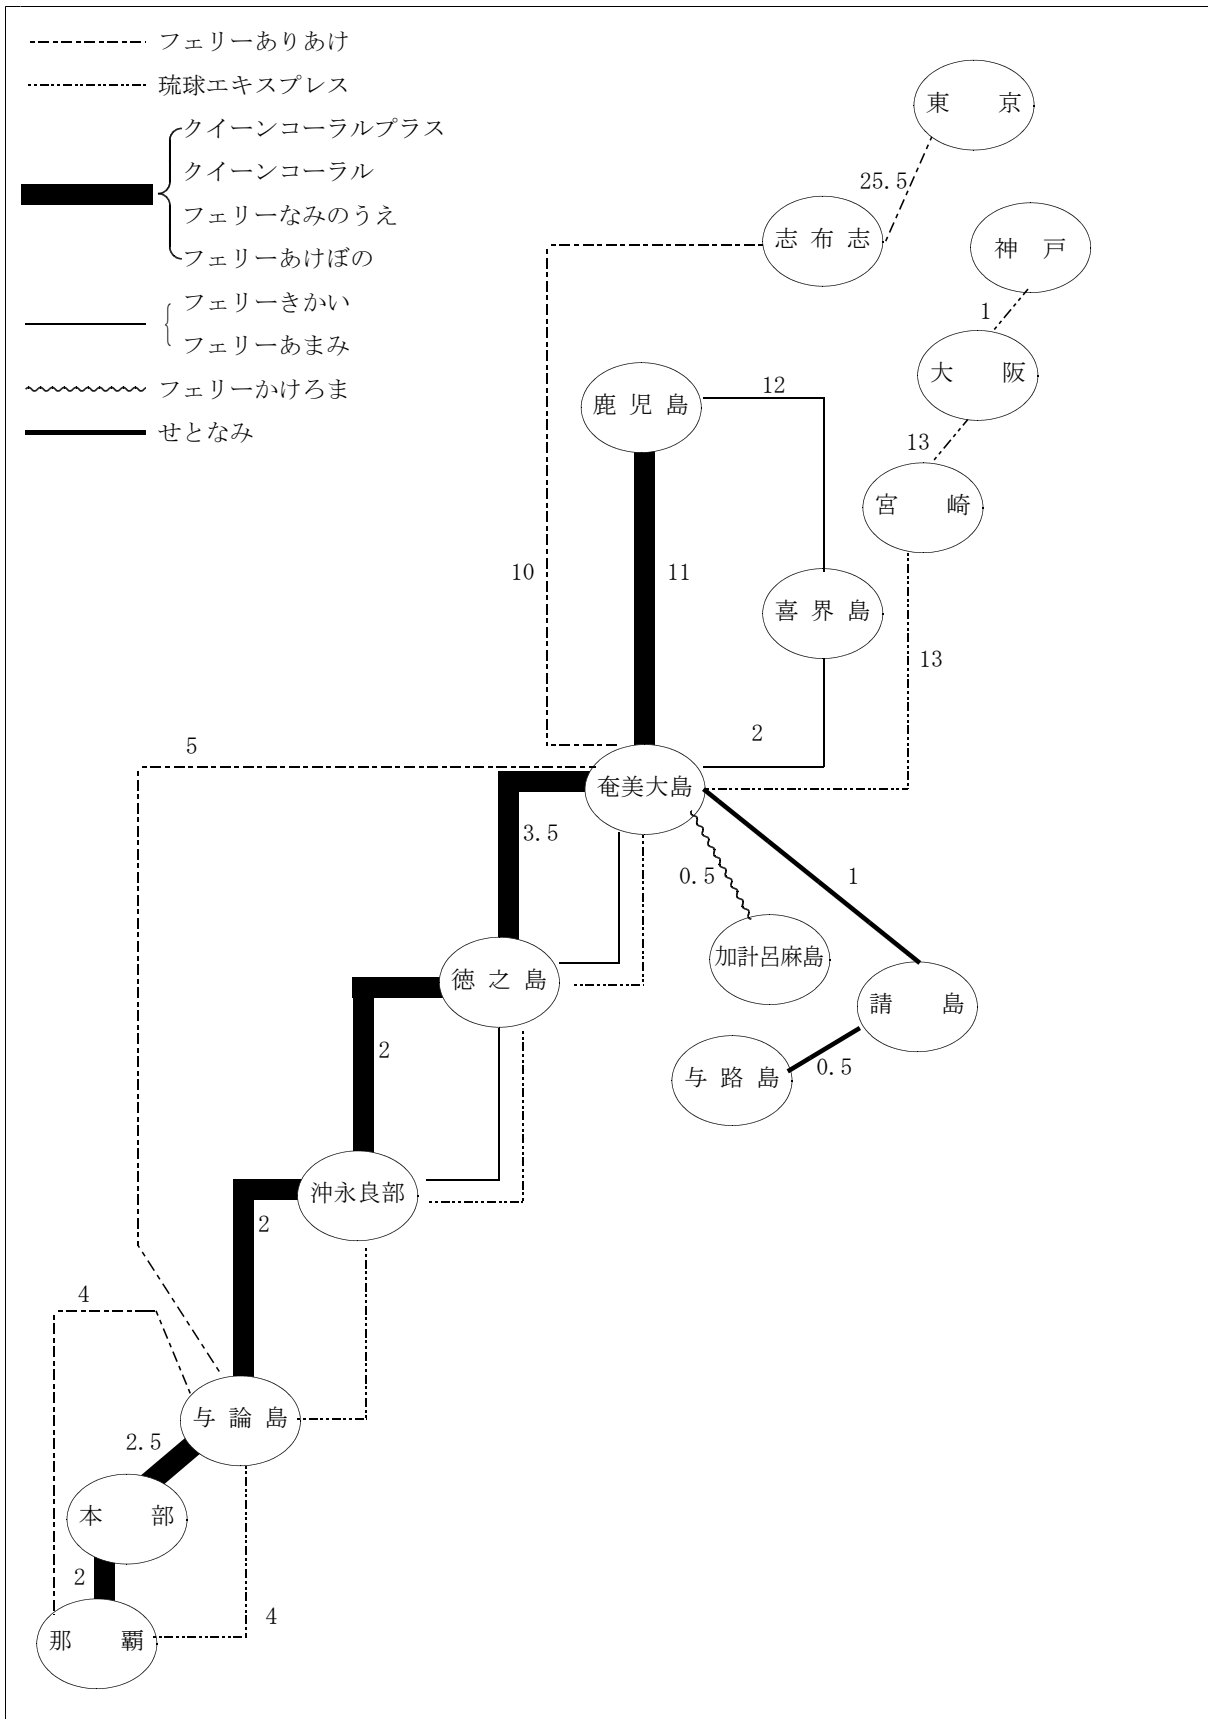 フェリーありあけ
琉球エキスプレス
クイーンコーラルプラス
クイーンコーラル
フェリーなみのうえ
フェリーあけぼの
フェリーきかい
フェリーあまみ
フェリーかけろま
せとなみ
東　京
25.5
志布志
神　戸
1
大　阪
鹿児島
12
13
宮　崎
10
11
喜界島
13
2
5
奄美大島
3.5
0.5
1
加計呂麻島
徳之島
請　島
2
与路島
0.5
沖永良部
2
4
与論島
2.5
本　部
2
4
那　覇